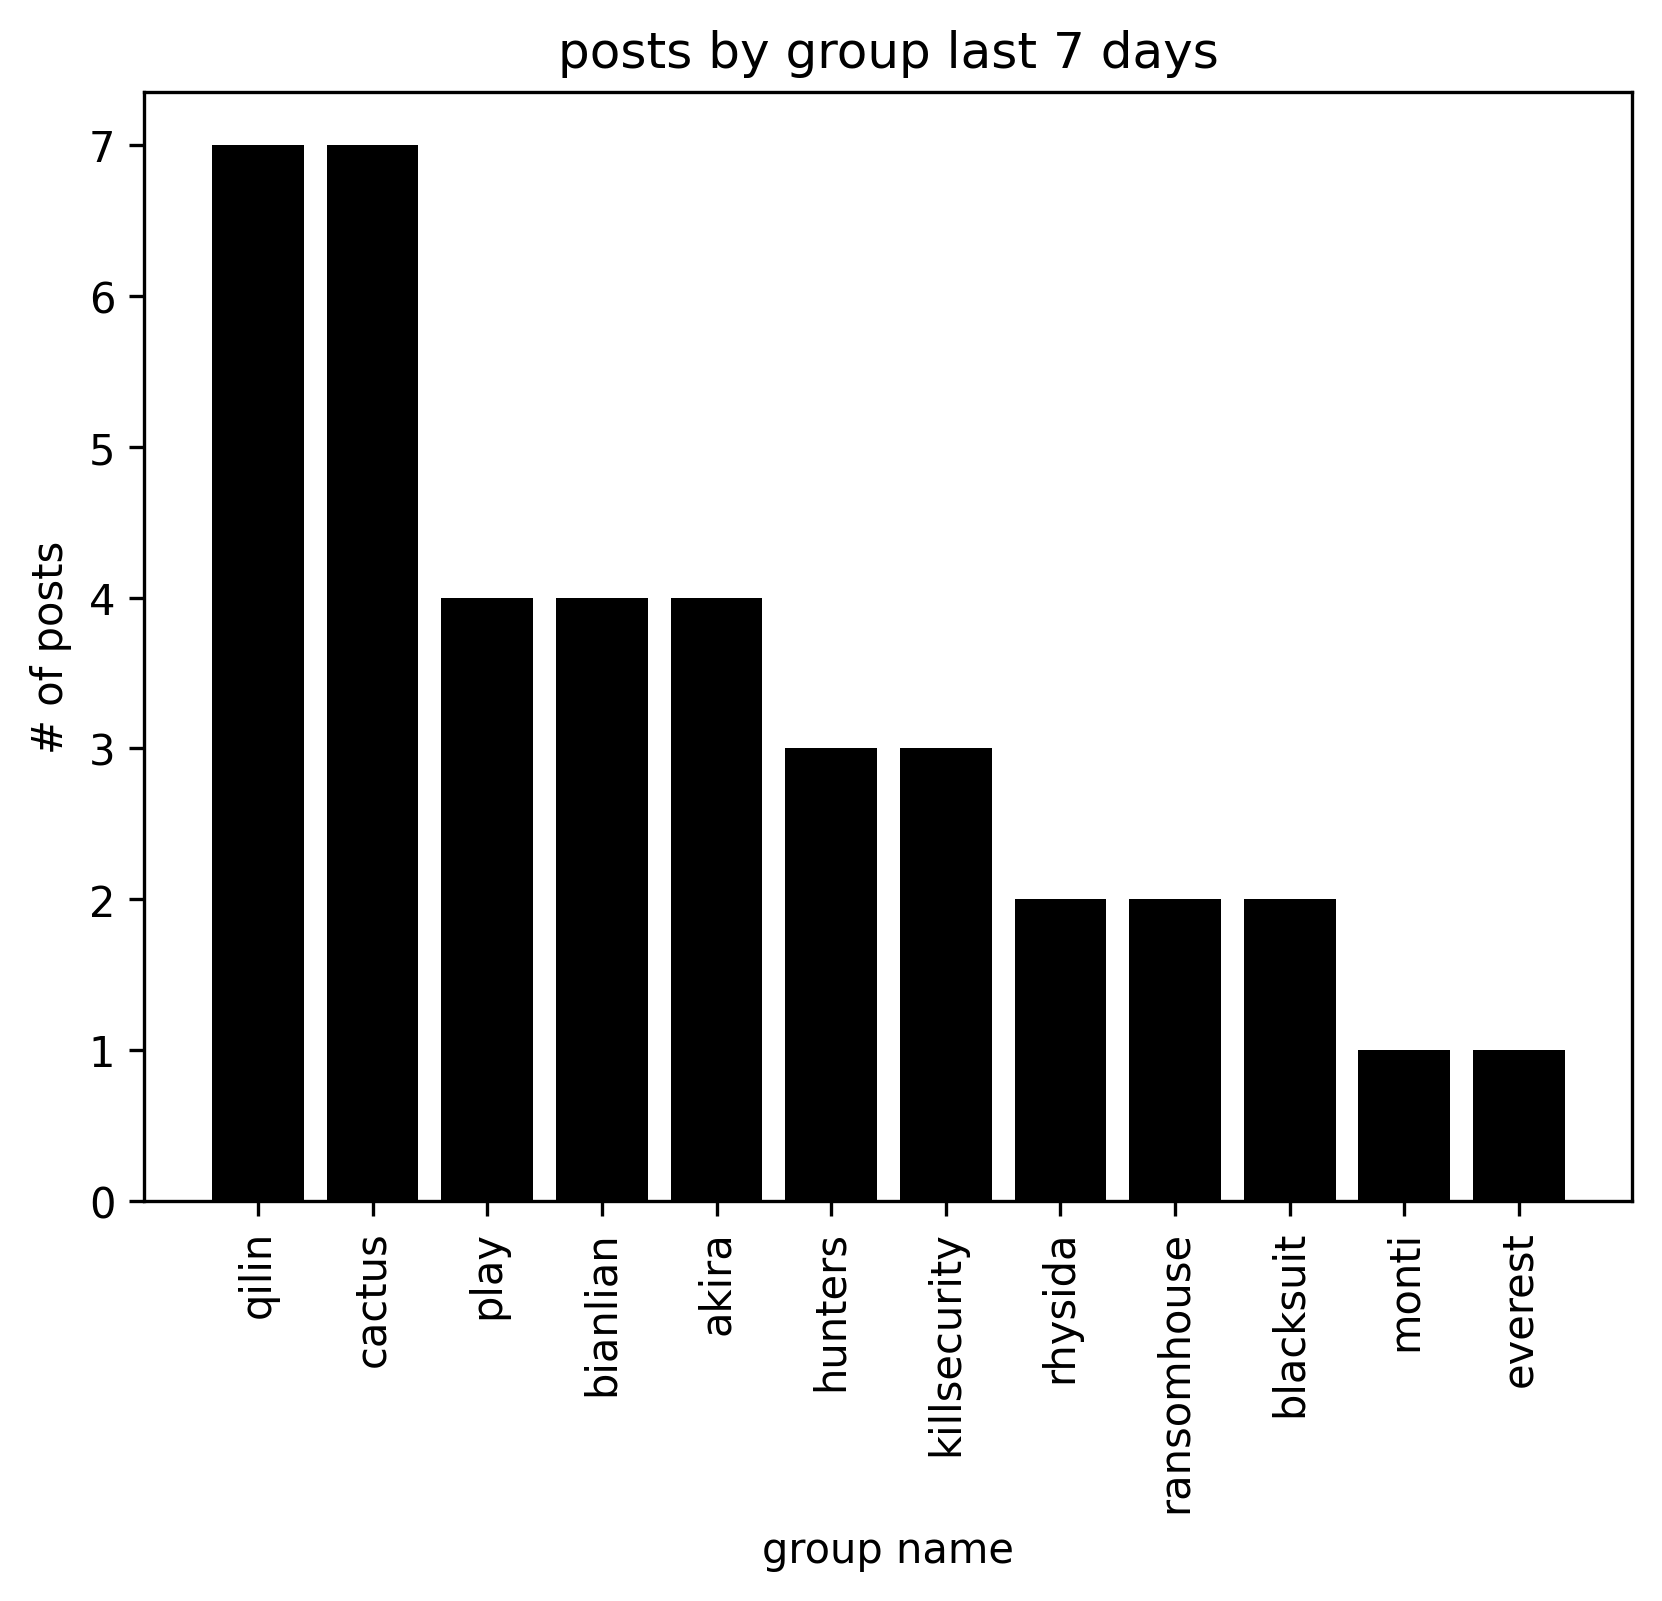 posts by group last 7 days
# of posts
7
6
5
4
3
2
1
0
qilin
cactus
play
bianlian
akira
hunters
killsecurity
rhysida
ransomhouse
blacksuit
monti
everest
group name